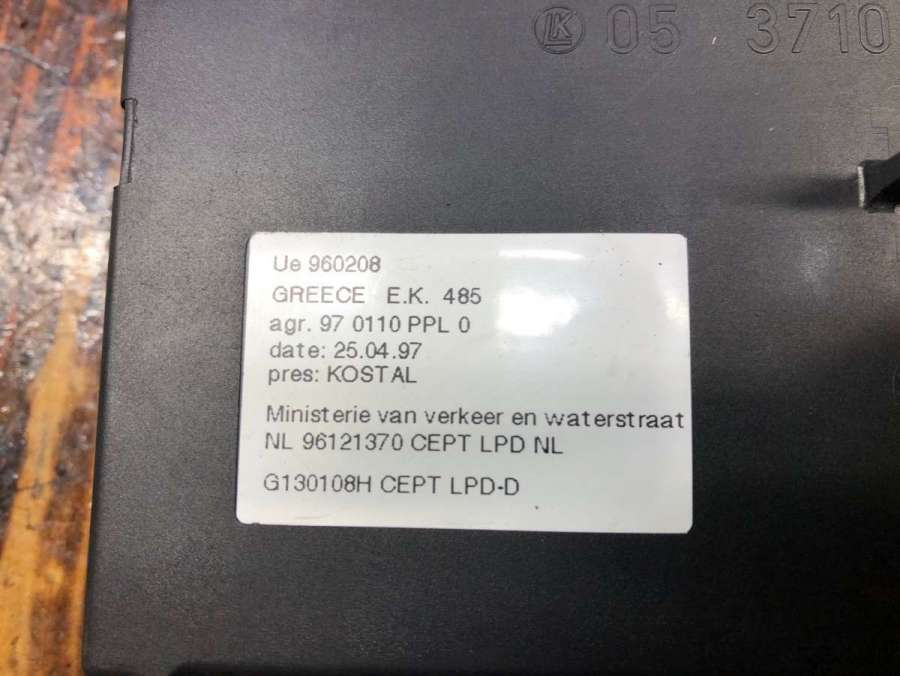 LK 05 3710
Ue 960208
GREECE E.K. 485
agr. 97 0110 PPL 0
date: 25.04.97
pres: KOSTAL
Ministerie van verkeer en waterstraat
NL 96121370 CEPT LPD NL
G130108H CEPT LPD-D